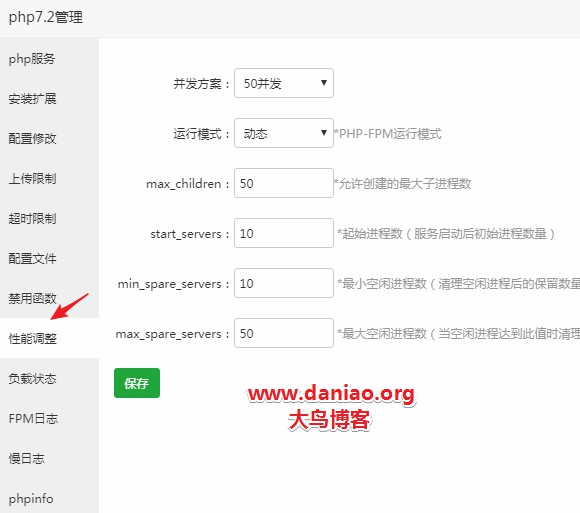 php7.2管理
php服务
安装扩展
配置修改
上传限制
超时限制
配置文件
禁用函数
性能调整
负载状态
FPM日志
慢日志
phpinfo
并发方案： 50并发
运行模式： 动态 *PHP-FPM运行模式
max_children： 50 *允许创建的最大子进程数
start_servers： 10 *起始进程数（服务启动后初始进程数量）
min_spare_servers： 10 *最小空闲进程数（清理空闲进程后的保留数量
max_spare_servers： 50 *最大空闲进程数（当空闲进程达到此值时清理
保存
www.daniao.org
大鸟博客